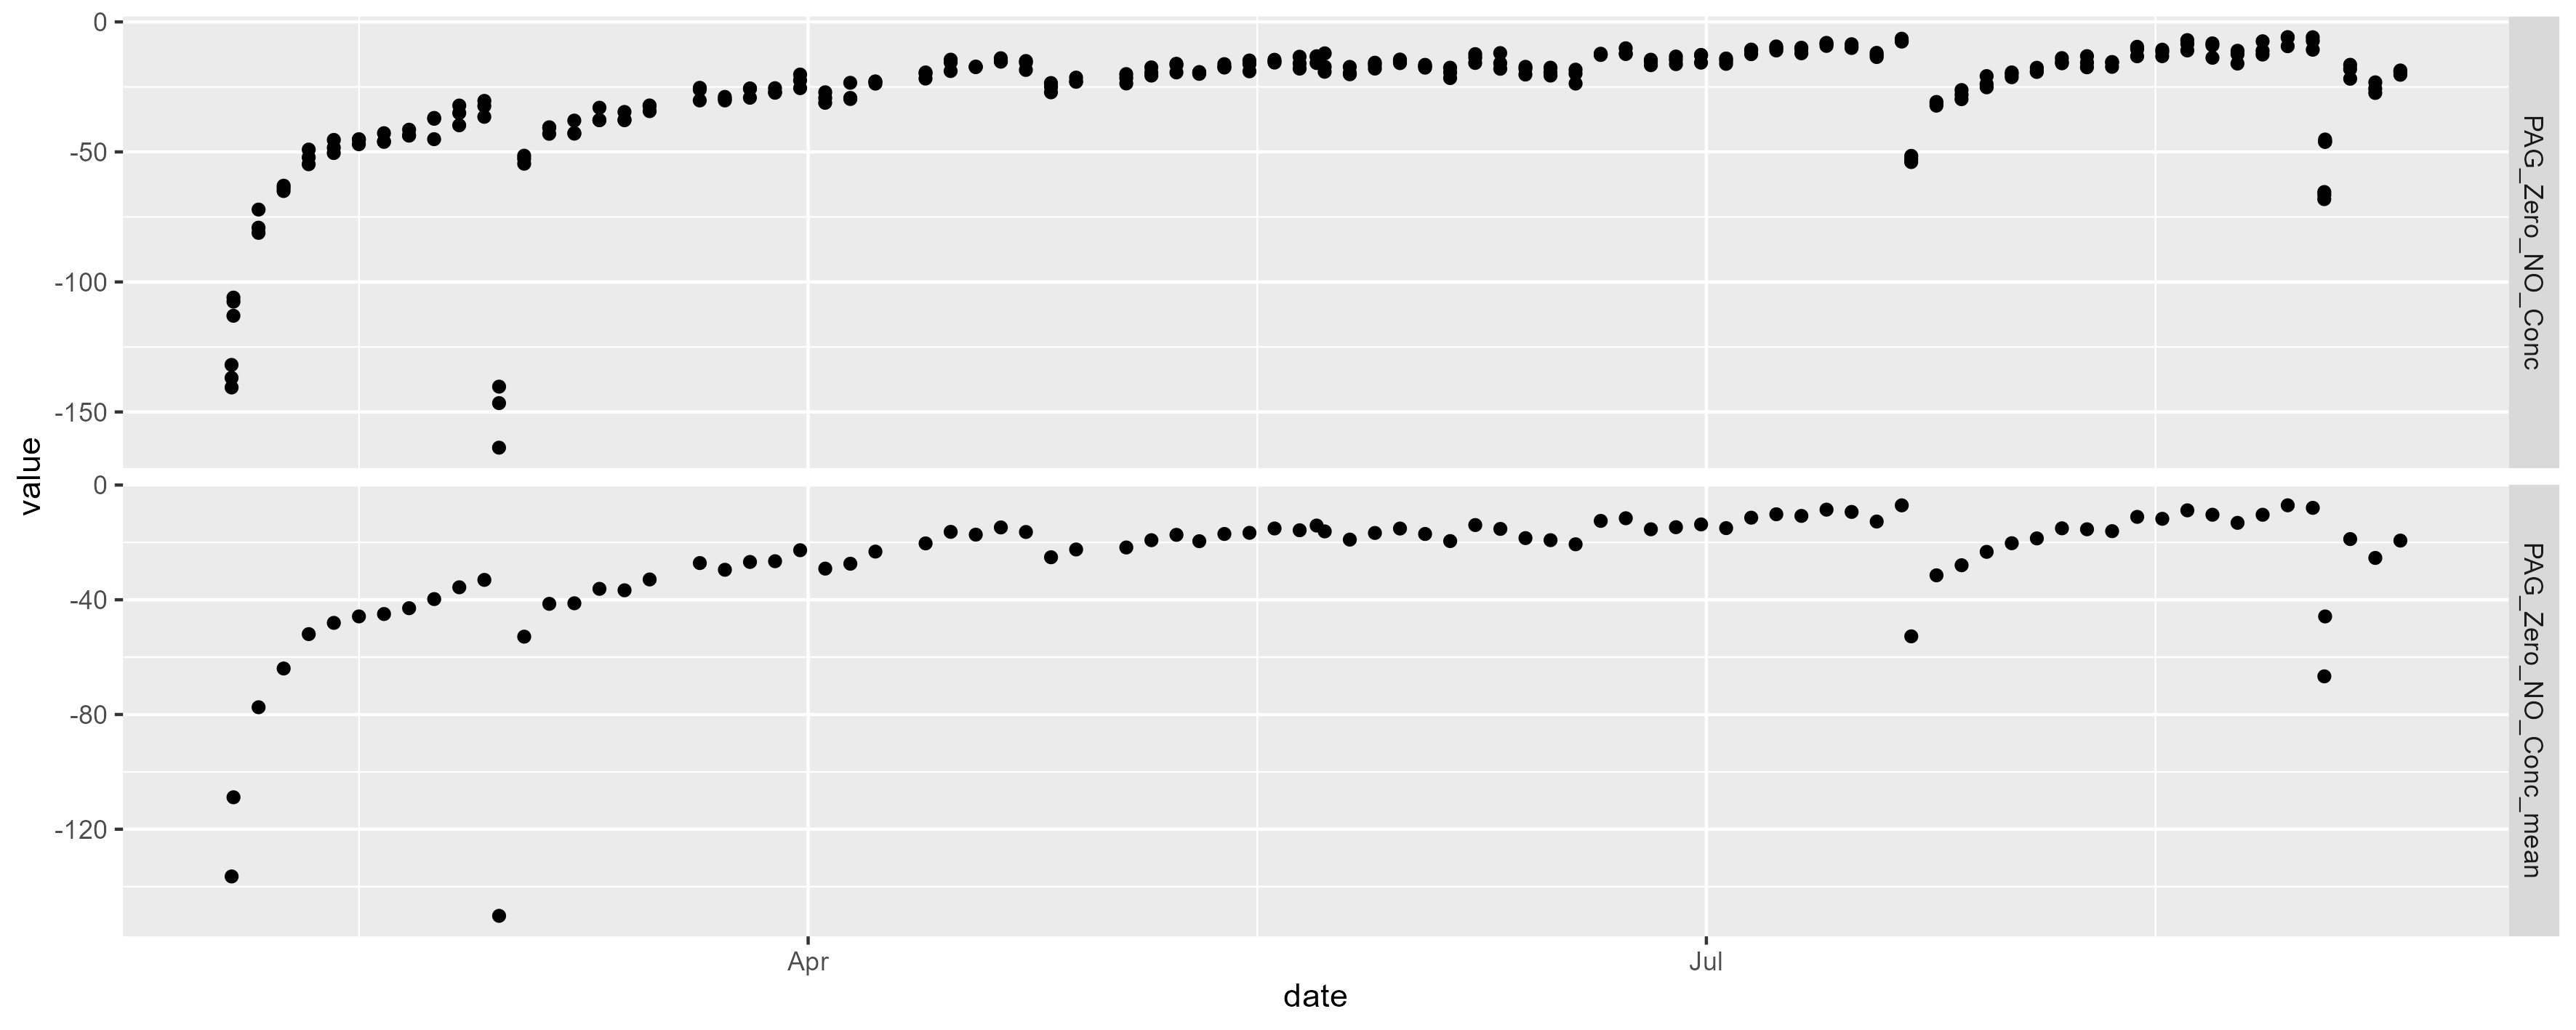 value
0
-50
-100
-150
PAG_Zero_NO_Conc
0
-40
-80
-120
PAG_Zero_NO_Conc_mean
Apr
Jul
date